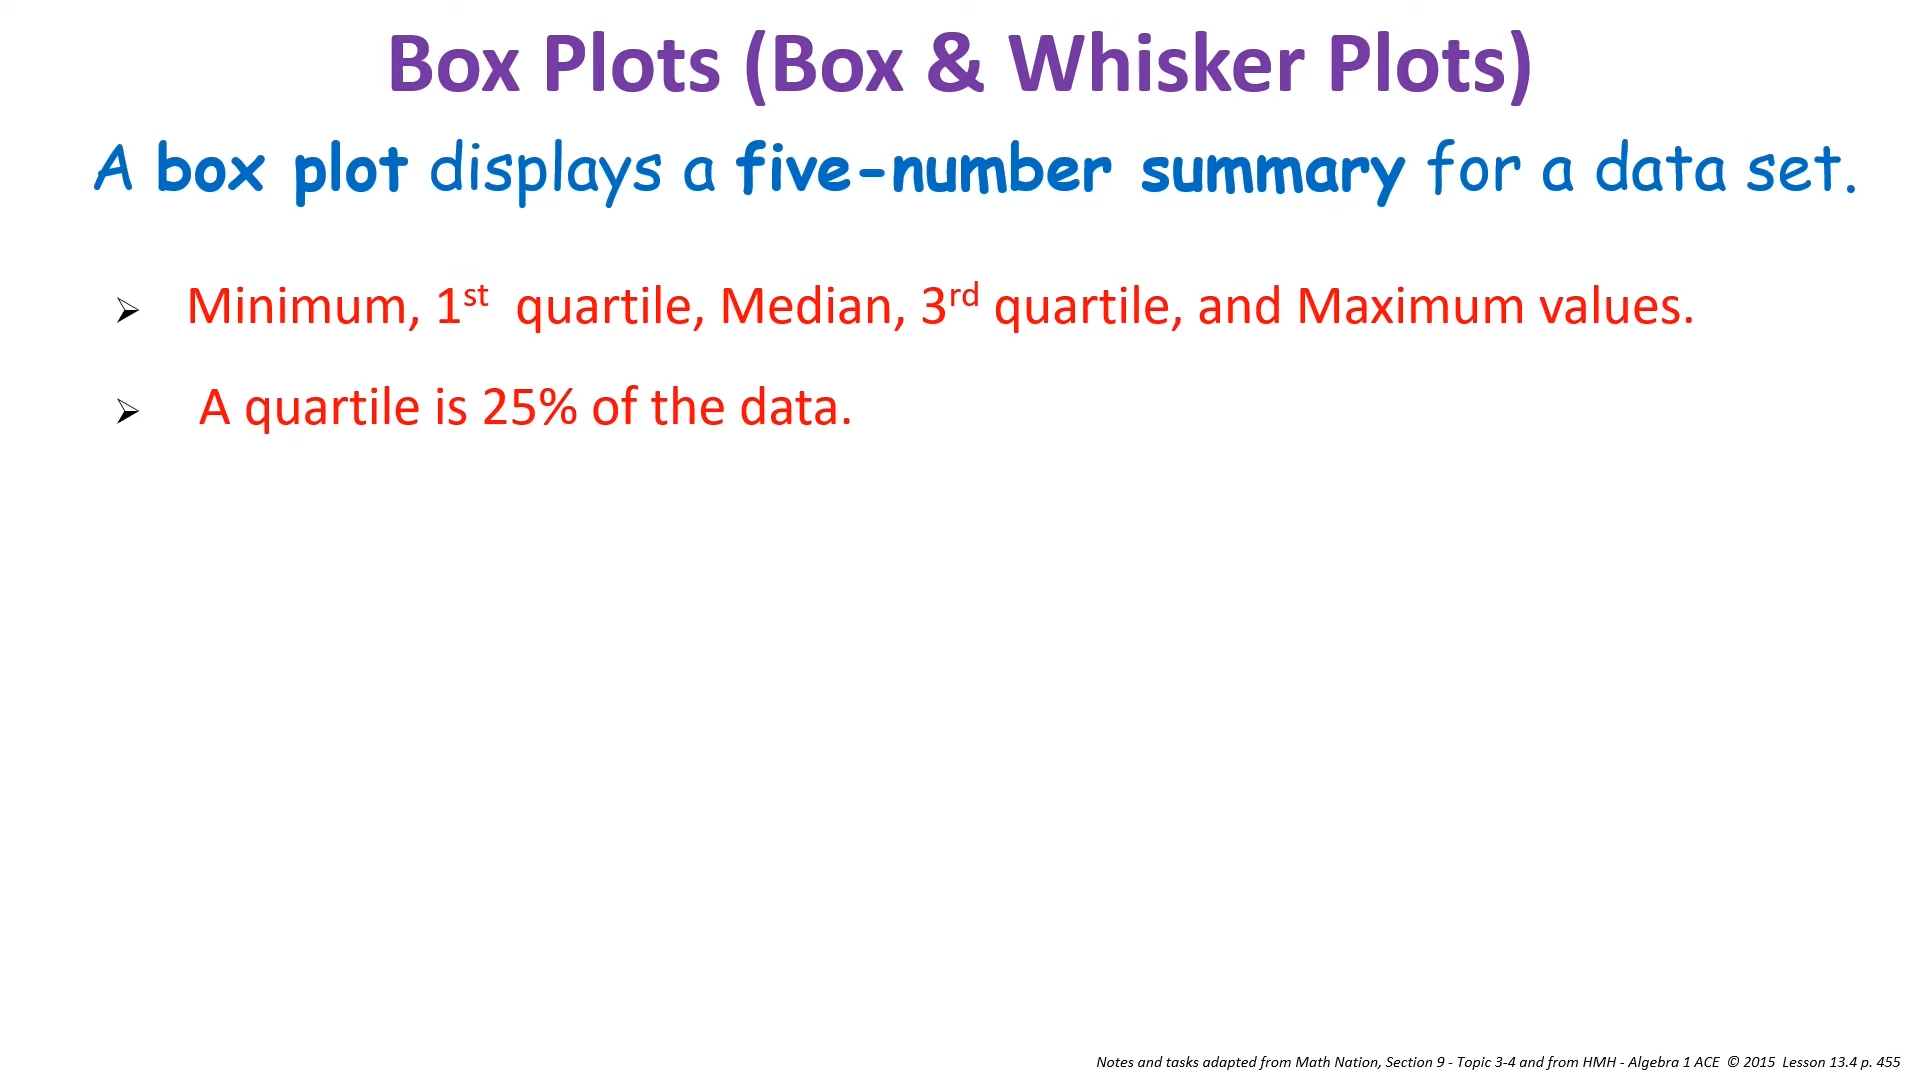 Box Plots (Box & Whisker Plots)
A box plot displays a five-number summary for a data set.
➢ Minimum, 1st quartile, Median, 3rd quartile, and Maximum values.
➢ A quartile is 25% of the data.
Notes and tasks adapted from Math Nation, Section 9 - Topic 3-4 and from HMH - Algebra 1 ACE © 2015 Lesson 13.4 p. 455